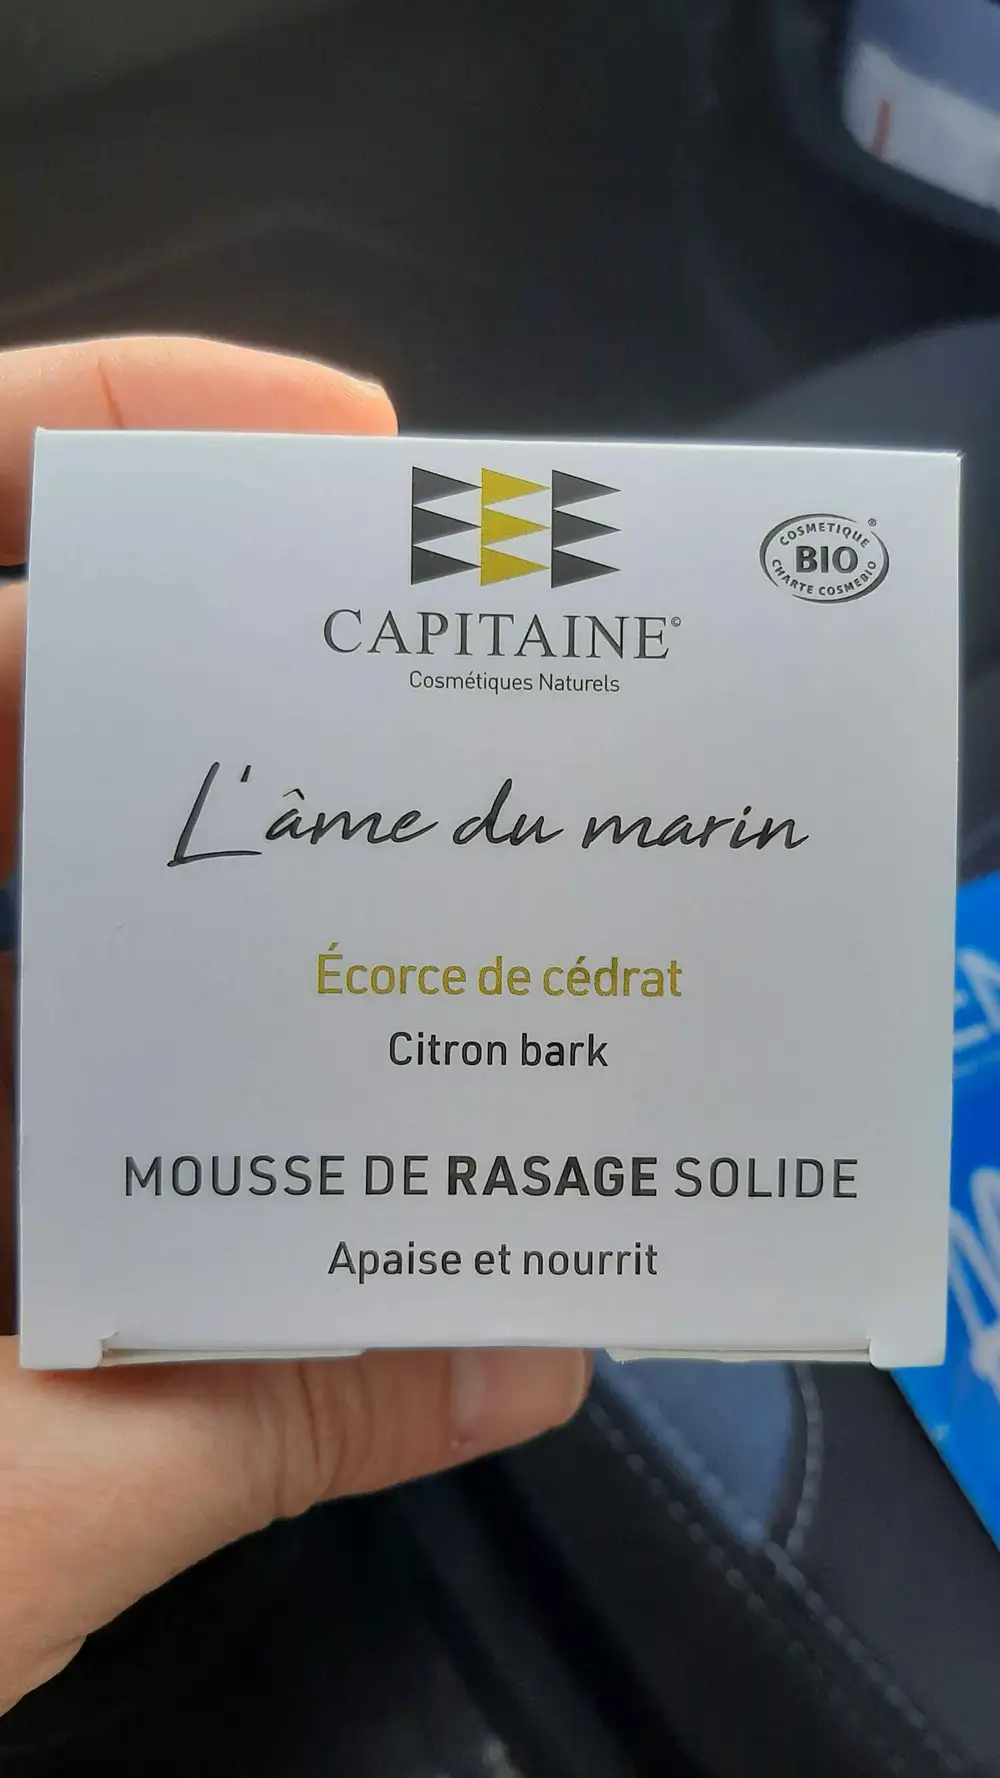 COSMETIQUE
BIO
®
CHARTE COSMEBIO
CAPITAINE©
Cosmétiques Naturels
L'âme du marin
Écorce de cédrat
Citron bark
MOUSSE DE RASAGE SOLIDE
Apaise et nourrit